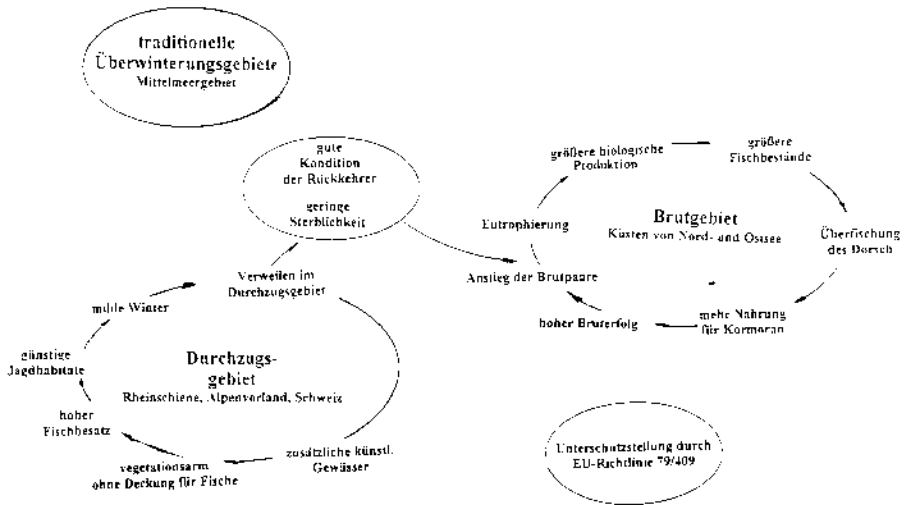 traditionelle
Überwinterungsgebiete
Mittelmeergebiet
gute
Kondition
der Rückkehrer
geringe
Sterblichkeit
größere biologische
Produktion
größere
Fischbestände
Eutrophierung
Brutgebiet
Küsten von Nord- und Ostsee
Überfischung
des Dorsch
Anstieg der Brutpaare
hoher Bruterfolg
mehr Nahrung
für Kormoran
Verweilen im
Durchzugsgebiet
milde Winter
günstige
Jagdhabitate
Durchzugs-
gebiet
Rheinschiene, Alpenvorland, Schweiz
hoher
Fischbesatz
vegetationsarm
ohne Deckung für Fische
zusätzliche künstl.
Gewässer
Unterschutzstellung durch
EU-Richtlinie 79/409